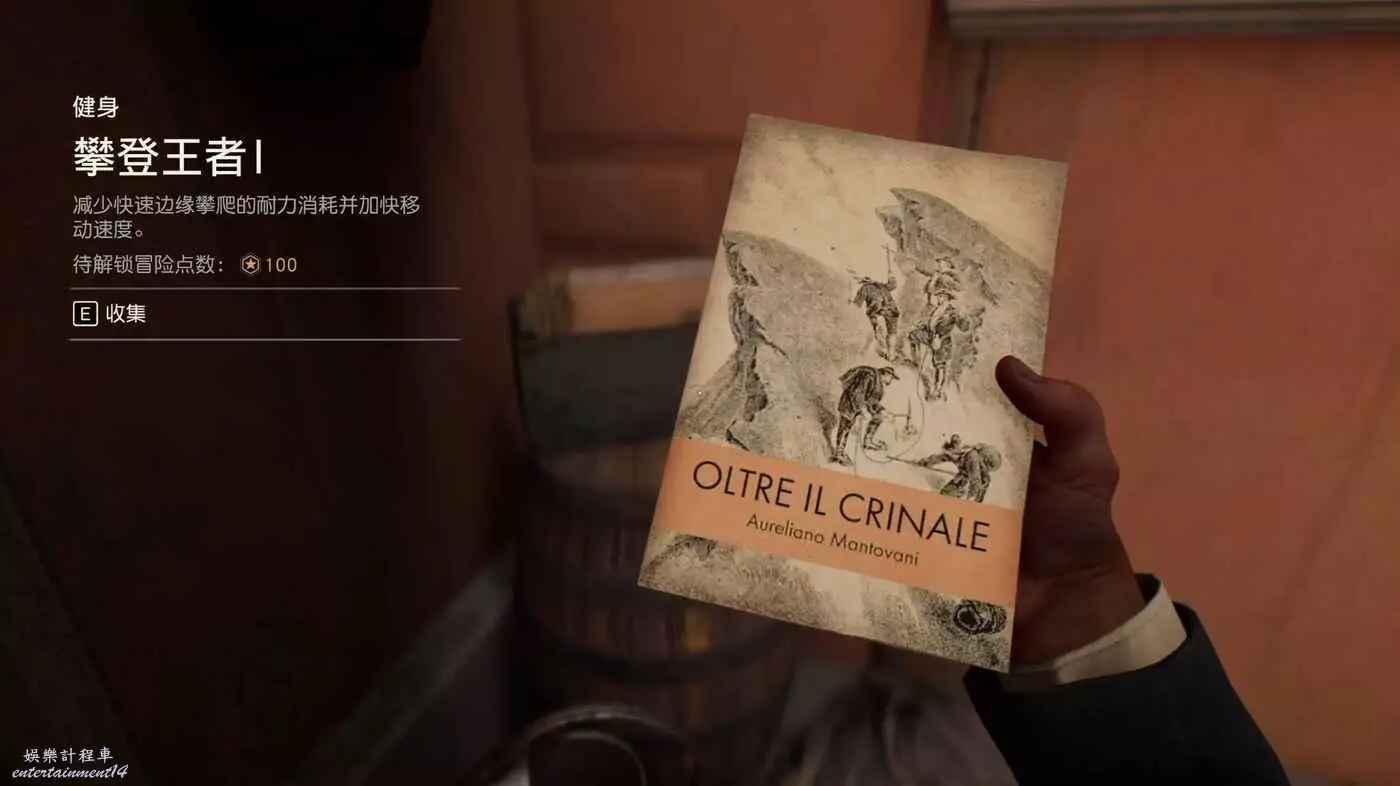 健身
攀登王者I
减少快速边缘攀爬的耐力消耗并加快移
动速度。
待解锁冒险点数： 100
E 收集
OLTRE IL CRINALE
Aureliano Mantovani
娛樂計程車
entertainment14